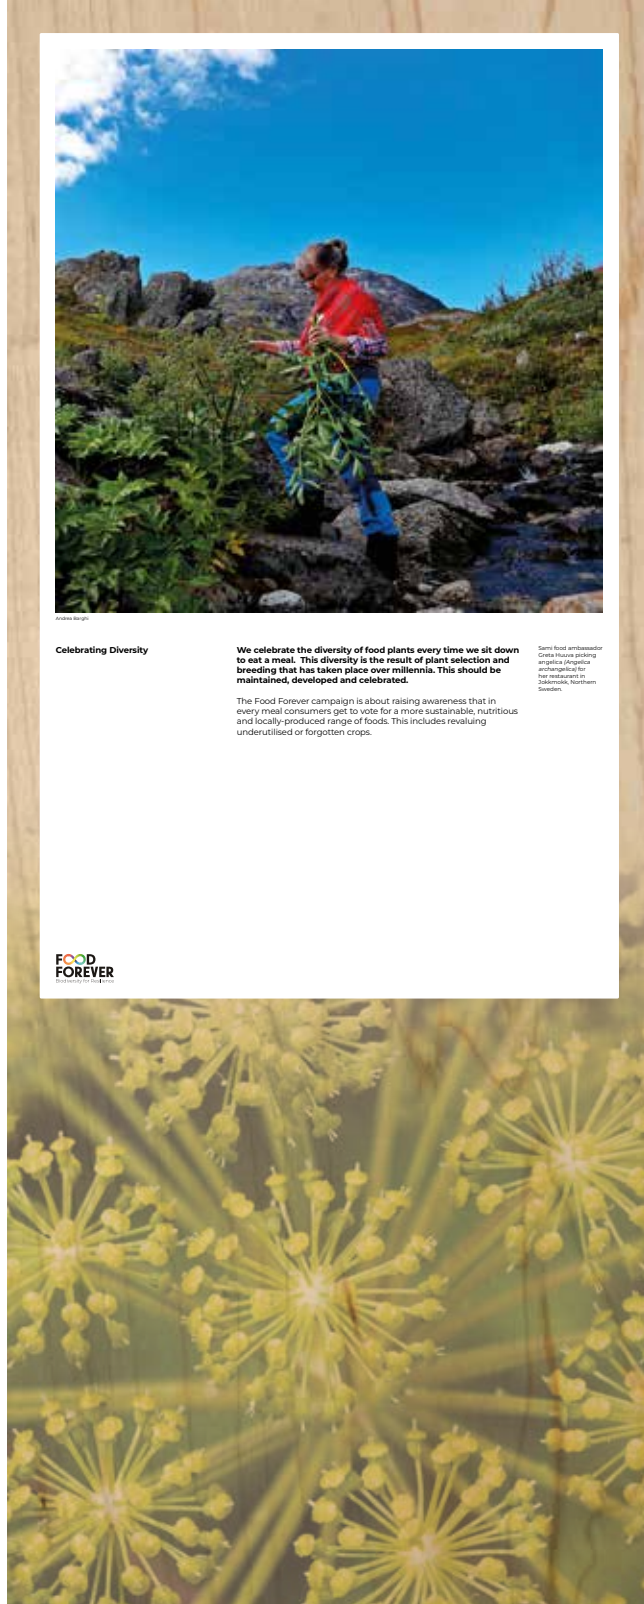 Andrea Barghi
Celebrating Diversity
We celebrate the diversity of food plants every time we sit down
to eat a meal.  This diversity is the result of plant selection and
breeding that has taken place over millennia. This should be
maintained, developed and celebrated.
The Food Forever campaign is about raising awareness that in
every meal consumers get to vote for a more sustainable, nutritious
and locally-produced range of foods. This includes revaluing
underutilised or forgotten crops.
Sami food ambassador
Greta Huuva picking
angelica (Angelica
archangelica) for
her restaurant in
Jokkmokk, Northern
Sweden.
FOOD
FOREVER
Biodiversity for Resilience